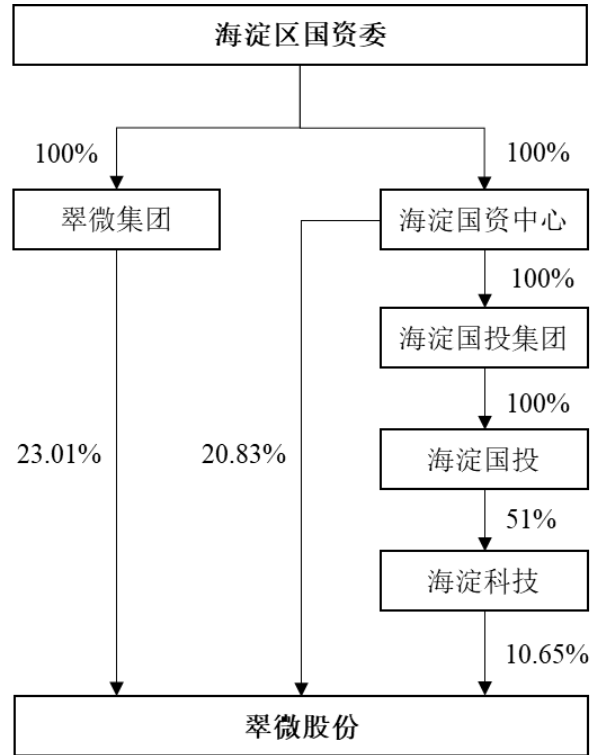 海淀区国资委
100%
100%
翠微集团
海淀国资中心
100%
海淀国投集团
100%
23.01%
20.83%
海淀国投
51%
海淀科技
10.65%
翠微股份